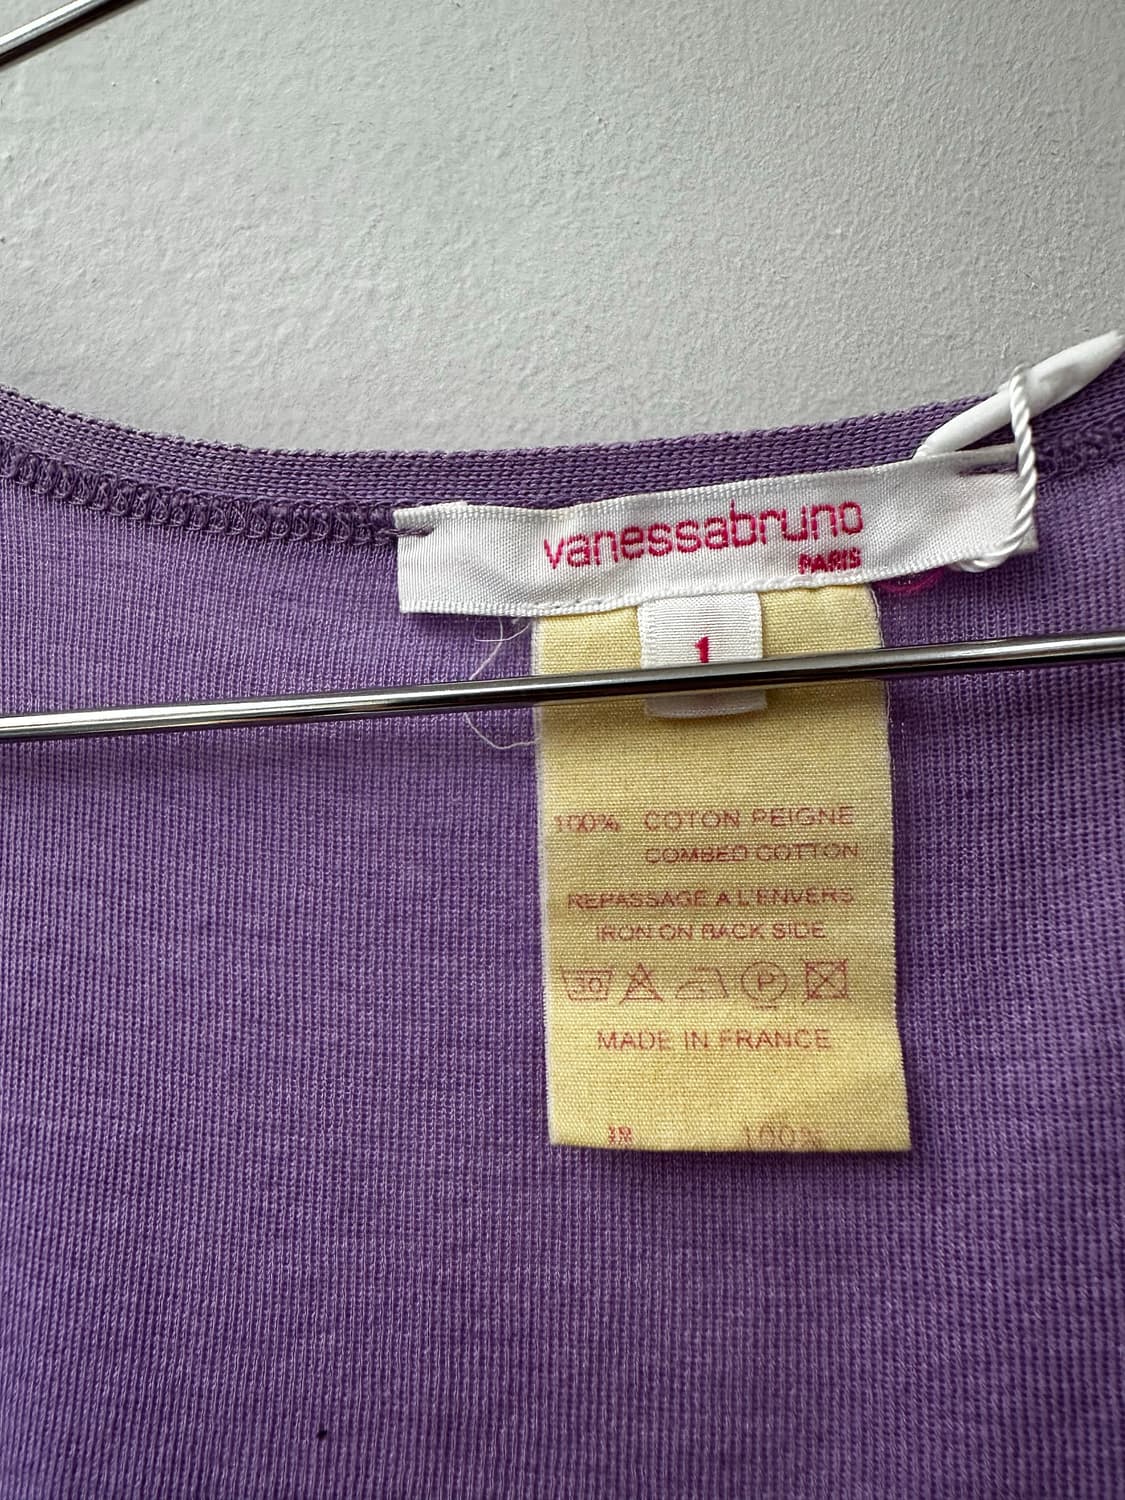 vanessabruno
PARIS
1
100% COTON PEIGNE
COMBED COTTON
REPASSAGE A L'ENVERS
IRON ON BACK SIDE
30 P
MADE IN FRANCE
100%